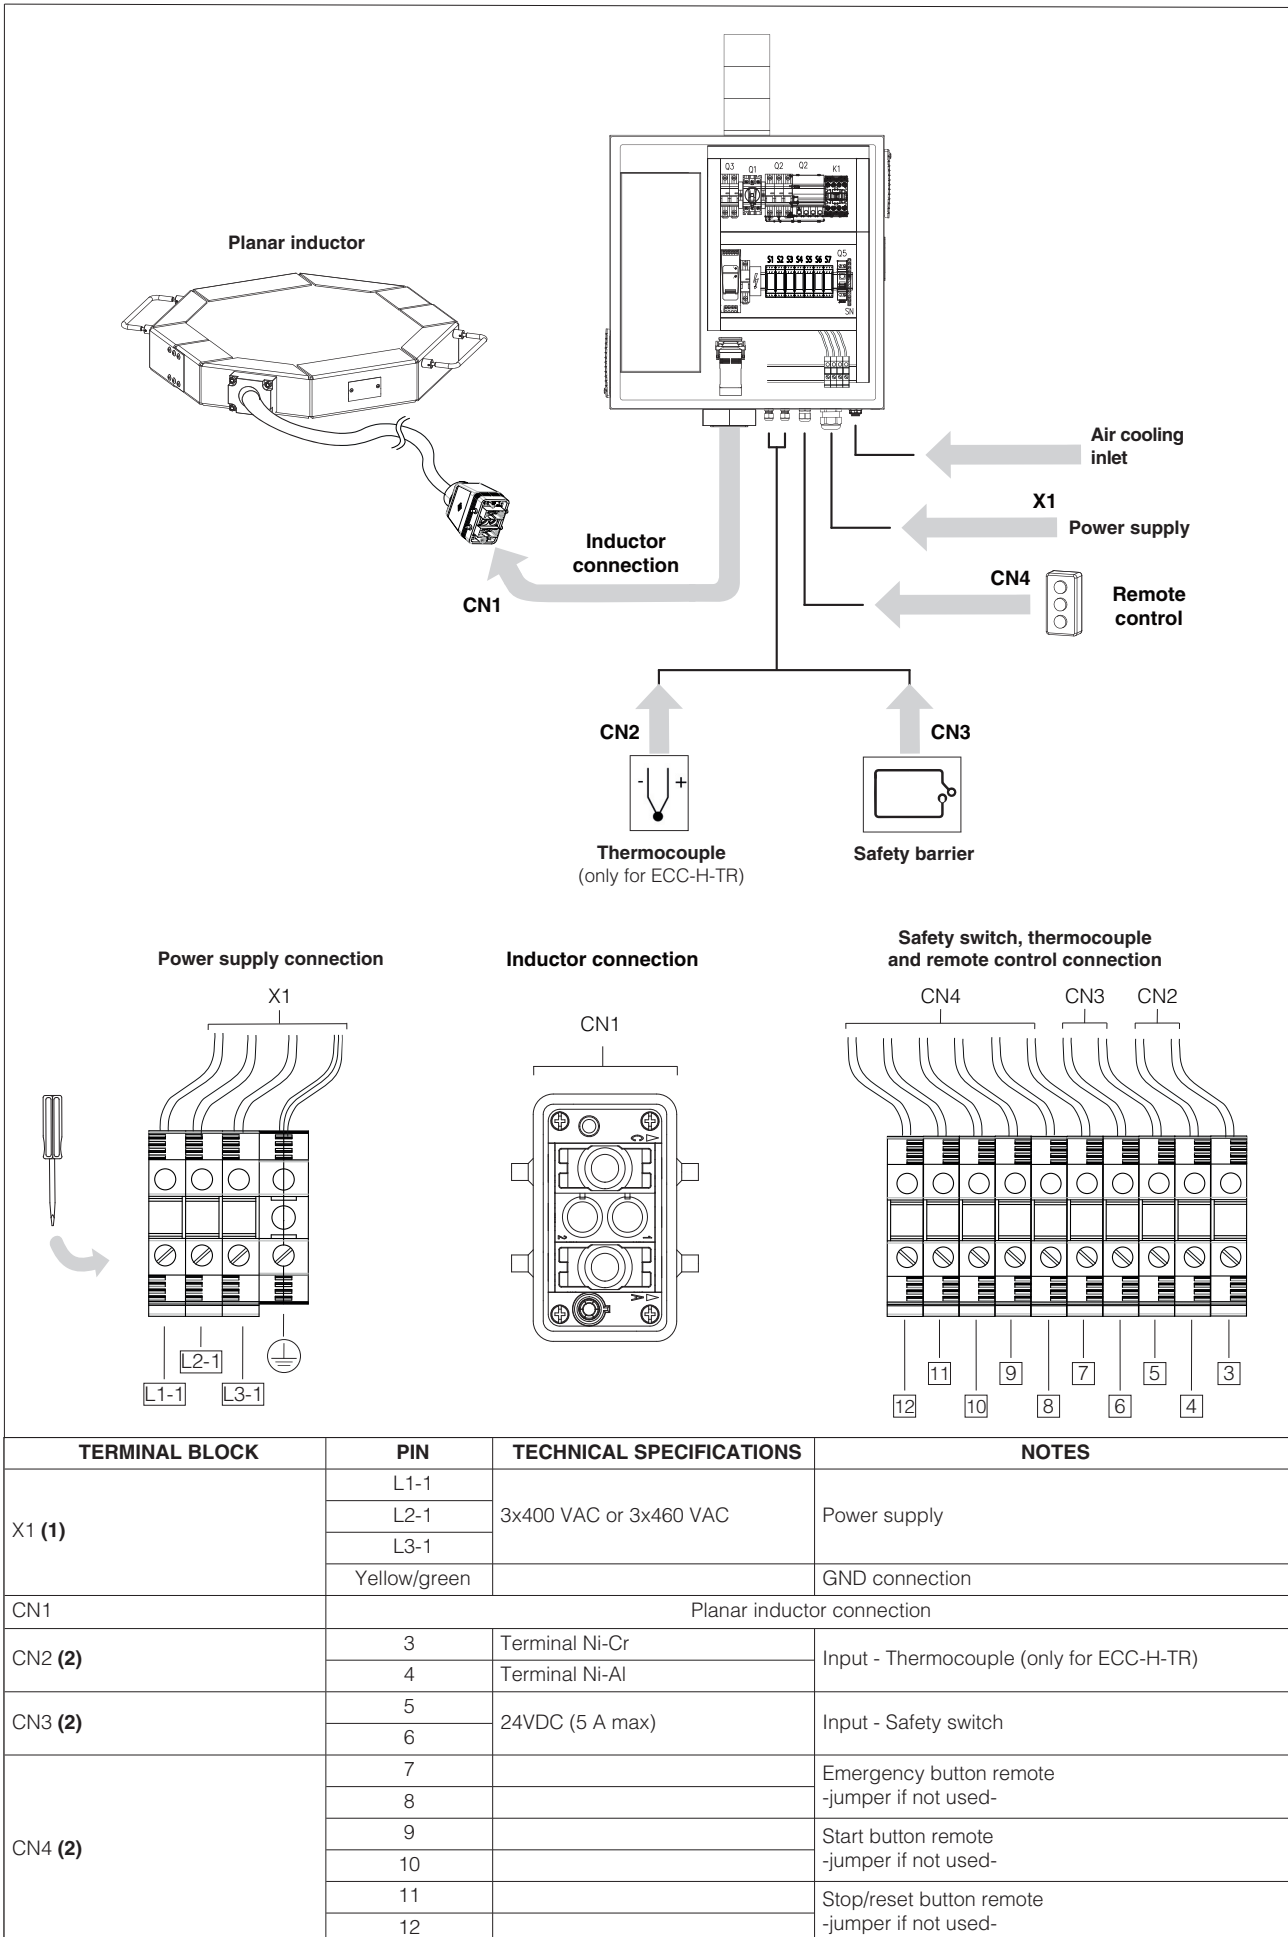 Q3 Q1 Q2 Q2 K1
Planar inductor
S1 S2 S3 S4 S5 S6 S7 Q5
SN
Air cooling
inlet
X1
Power supply
Inductor
connection
CN1
CN4
Remote
control
CN2
CN3
- +
Thermocouple
(only for ECC-H-TR)
Safety barrier
Power supply connection
Inductor connection
Safety switch, thermocouple
and remote control connection
X1
CN1
CN4 CN3 CN2
C
2 1
A
L1-1
L2-1
L3-1
12
11
10
9
8
7
6
5
4
3
TERMINAL BLOCK PIN TECHNICAL SPECIFICATIONS NOTES
X1 (1)
L1-1
L2-1
L3-1
3x400 VAC or 3x460 VAC
Power supply
Yellow/green GND connection
CN1 Planar inductor connection
CN2 (2)
3 Terminal Ni-Cr
4 Terminal Ni-Al
Input - Thermocouple (only for ECC-H-TR)
CN3 (2)
5
6
24VDC (5 A max)
Input - Safety switch
CN4 (2)
7
8
Emergency button remote
-jumper if not used-
9
10
Start button remote
-jumper if not used-
11
12
Stop/reset button remote
-jumper if not used-